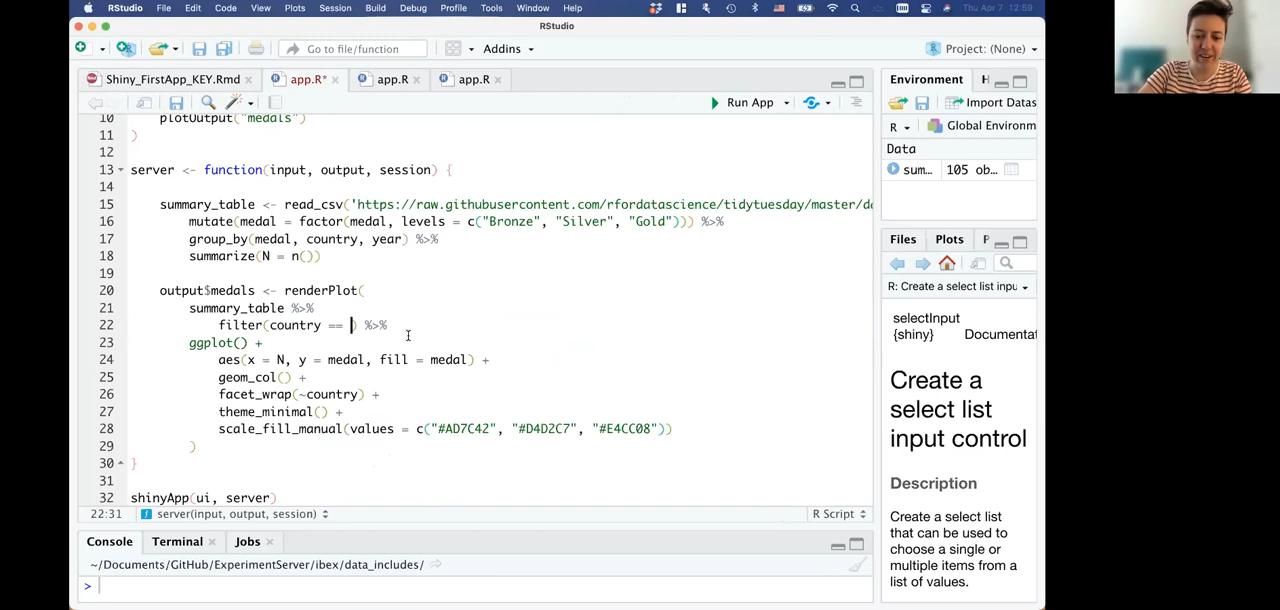 RStudio File Edit Code View Plots Session Build Debug Profile Tools Window Help Thu Apr 7 12:59
RStudio
Go to file/function Addins Project: (None)
Shiny_FirstApp_KEY.Rmd app.R* app.R app.R
Run App
10 plotOutput("medals")
11 )
12
13 server <- function(input, output, session) {
14
15 summary_table <- read_csv('https://raw.githubusercontent.com/rfordatascience/tidytuesday/master/da
16 mutate(medal = factor(medal, levels = c("Bronze", "Silver", "Gold"))) %>%
17 group_by(medal, country, year) %>%
18 summarize(N = n())
19
20 output$medals <- renderPlot(
21 summary_table %>%
22 filter(country == ) %>%
23 ggplot() +
24 aes(x = N, y = medal, fill = medal) +
25 geom_col() +
26 facet_wrap(~country) +
27 theme_minimal() +
28 scale_fill_manual(values = c("#AD7C42", "#D4D2C7", "#E4CC08"))
29 )
30 }
31
32 shinyApp(ui, server)
22:31 server(input, output, session) R Script
Console Terminal Jobs
~/Documents/GitHub/ExperimentServer/ibex/data_includes/
>
Environment H
Import Datas
R Global Environm
Data
sum... 105 ob...
Files Plots P
R: Create a select list inpu
selectInput
{shiny} Documentat
Create a
select list
input control
Description
Create a select list
that can be used to
choose a single or
multiple items from a
list of values.